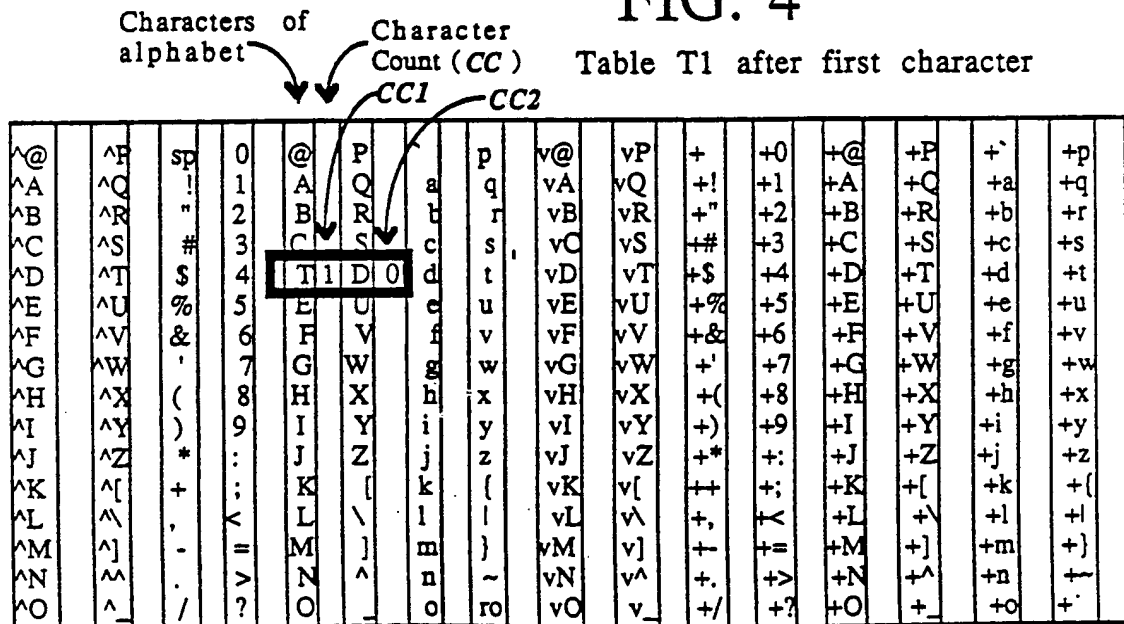 FIG. 4
Characters of alphabet
Character Count (CC)
Table T1 after first character
CC1
CC2
^@ ^P sp 0 @ P ` p v@ vP + +0 +@ +P +` +p
^A ^Q ! 1 A Q a q vA vQ +! +1 +A +Q +a +q
^B ^R " 2 B R b r vB vR +" +2 +B +R +b +r
^C ^S # 3 C S c s vC vS +# +3 +C +S +c +s
^D ^T $ 4 T 1 D 0 d t vD vT +$ +4 +D +T +d +t
^E ^U % 5 E U e u vE vU +% +5 +E +U +e +u
^F ^V & 6 F V f v vF vV +& +6 +F +V +f +v
^G ^W ' 7 G W g w vG vW +' +7 +G +W +g +w
^H ^X ( 8 H X h x vH vX +( +8 +H +X +h +x
^I ^Y ) 9 I Y i y vI vY +) +9 +I +Y +i +y
^J ^Z * : J Z j z vJ vZ +* +: +J +Z +j +z
^K ^[ + ; K [ k { vK v[ ++ +; +K +[ +k +{
^L ^\ , < L \ l | vL v\ +, +< +L +\ +l +|
^M ^] - = M ] m } vM v] +- += +M +] +m +}
^N ^^ . > N ^ n ~ vN v^ +. +> +N +^ +n +~
^O ^_ / ? O _ o ro vO v_ +/ +? +O +_ +o +˙